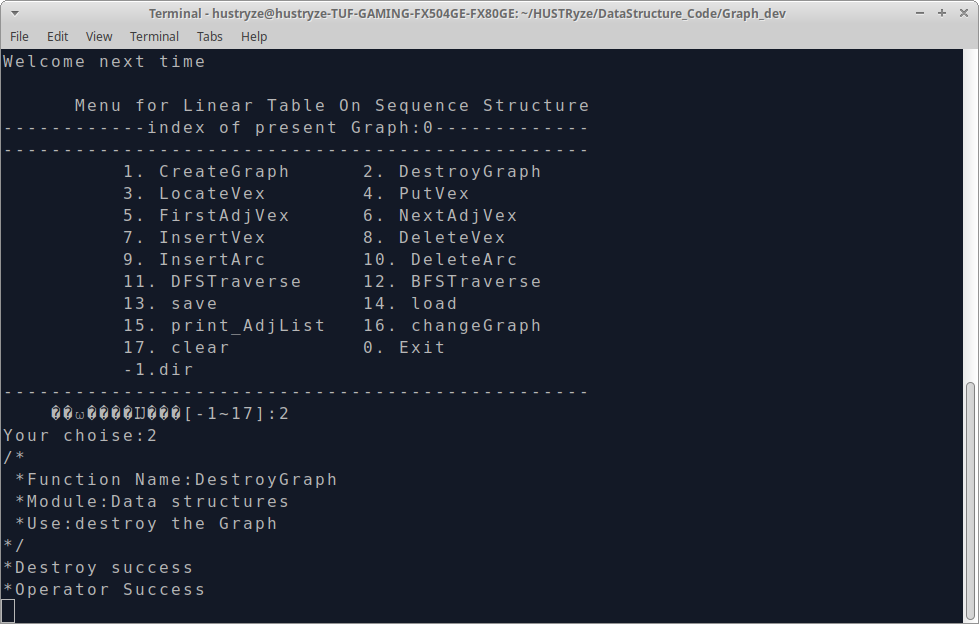 Terminal - hustryze@hustryze-TUF-GAMING-FX504GE-FX80GE: ~/HUSTRyze/DataStructure_Code/Graph_dev
File Edit View Terminal Tabs Help
Welcome next time
Menu for Linear Table On Sequence Structure
------------index of present Graph:0-------------
-------------------------------------------------
1. CreateGraph 2. DestroyGraph
3. LocateVex 4. PutVex
5. FirstAdjVex 6. NextAdjVex
7. InsertVex 8. DeleteVex
9. InsertArc 10. DeleteArc
11. DFSTraverse 12. BFSTraverse
13. save 14. load
15. print_AdjList 16. changeGraph
17. clear 0. Exit
-1.dir
-------------------------------------------------
[-1~17]:2
Your choise:2
/*
*Function Name:DestroyGraph
*Module:Data structures
*Use:destroy the Graph
*/
*Destroy success
*Operator Success